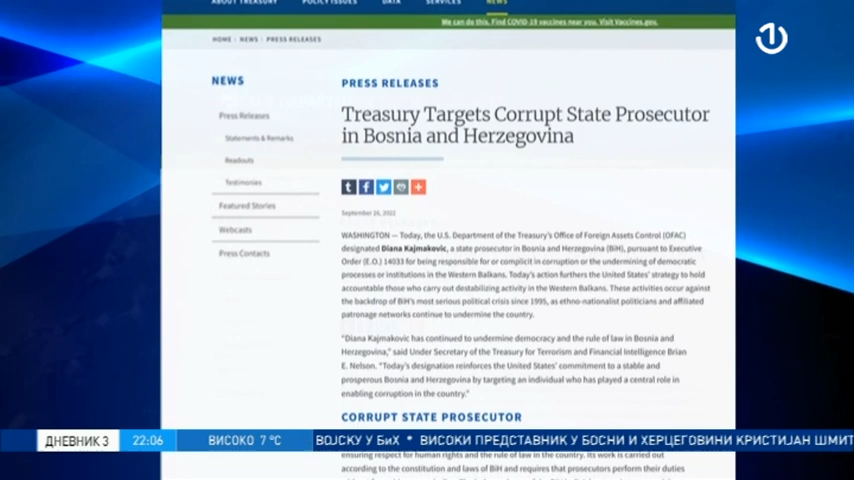 ABOUT TREASURY POLICY ISSUES DATA SERVICES NEWS
We can do this. Find COVID-19 vaccines near you. Visit Vaccines.gov.
HOME › NEWS › PRESS RELEASES
NEWS
Press Releases
Statements & Remarks
Readouts
Testimonies
Featured Stories
Webcasts
Press Contacts
PRESS RELEASES
Treasury Targets Corrupt State Prosecutor
in Bosnia and Herzegovina
September 26, 2022
WASHINGTON — Today, the U.S. Department of the Treasury's Office of Foreign Assets Control (OFAC)
designated Diana Kajmakovic, a state prosecutor in Bosnia and Herzegovina (BiH), pursuant to Executive
Order (E.O.) 14033 for being responsible for or complicit in corruption or the undermining of democratic
processes or institutions in the Western Balkans. Today's action furthers the United States' strategy to hold
accountable those who carry out destabilizing activity in the Western Balkans. These activities occur against
the backdrop of BiH's most serious political crisis since 1995, as ethno-nationalist politicians and affiliated
patronage networks continue to undermine the country.
"Diana Kajmakovic has continued to undermine democracy and the rule of law in Bosnia and
Herzegovina," said Under Secretary of the Treasury for Terrorism and Financial Intelligence Brian
E. Nelson. "Today's designation reinforces the United States' commitment to a stable and
prosperous Bosnia and Herzegovina by targeting an individual who has played a central role in
enabling corruption in the country."
CORRUPT STATE PROSECUTOR
ДНЕВНИК 3 22:06 ВИСОКО 7 °C ВОЈСКУ У БиХ * ВИСОКИ ПРЕДСТАВНИК У БОСНИ И ХЕРЦЕГОВИНИ КРИСТИЈАН ШМИТ
ensuring respect for human rights and the rule of law in the country. Its work is carried out
according to the constitution and laws of BiH and requires that prosecutors perform their duties